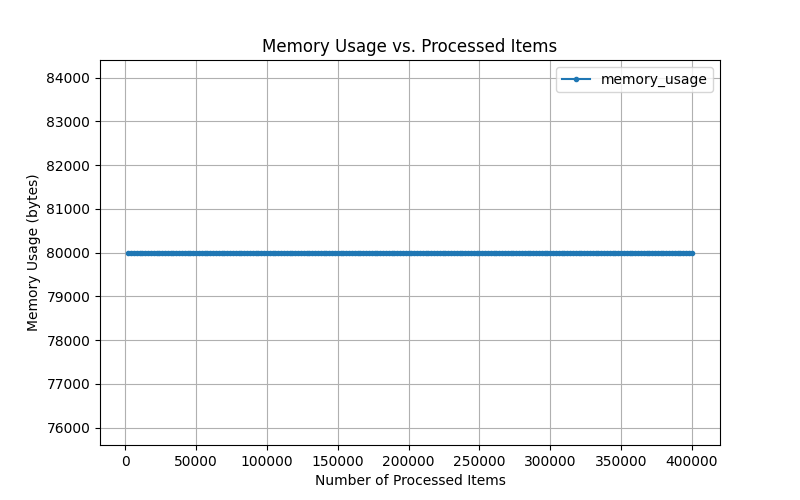 Memory Usage vs. Processed Items
memory_usage
Memory Usage (bytes)
84000
83000
82000
81000
80000
79000
78000
77000
76000
0 50000 100000 150000 200000 250000 300000 350000 400000
Number of Processed Items